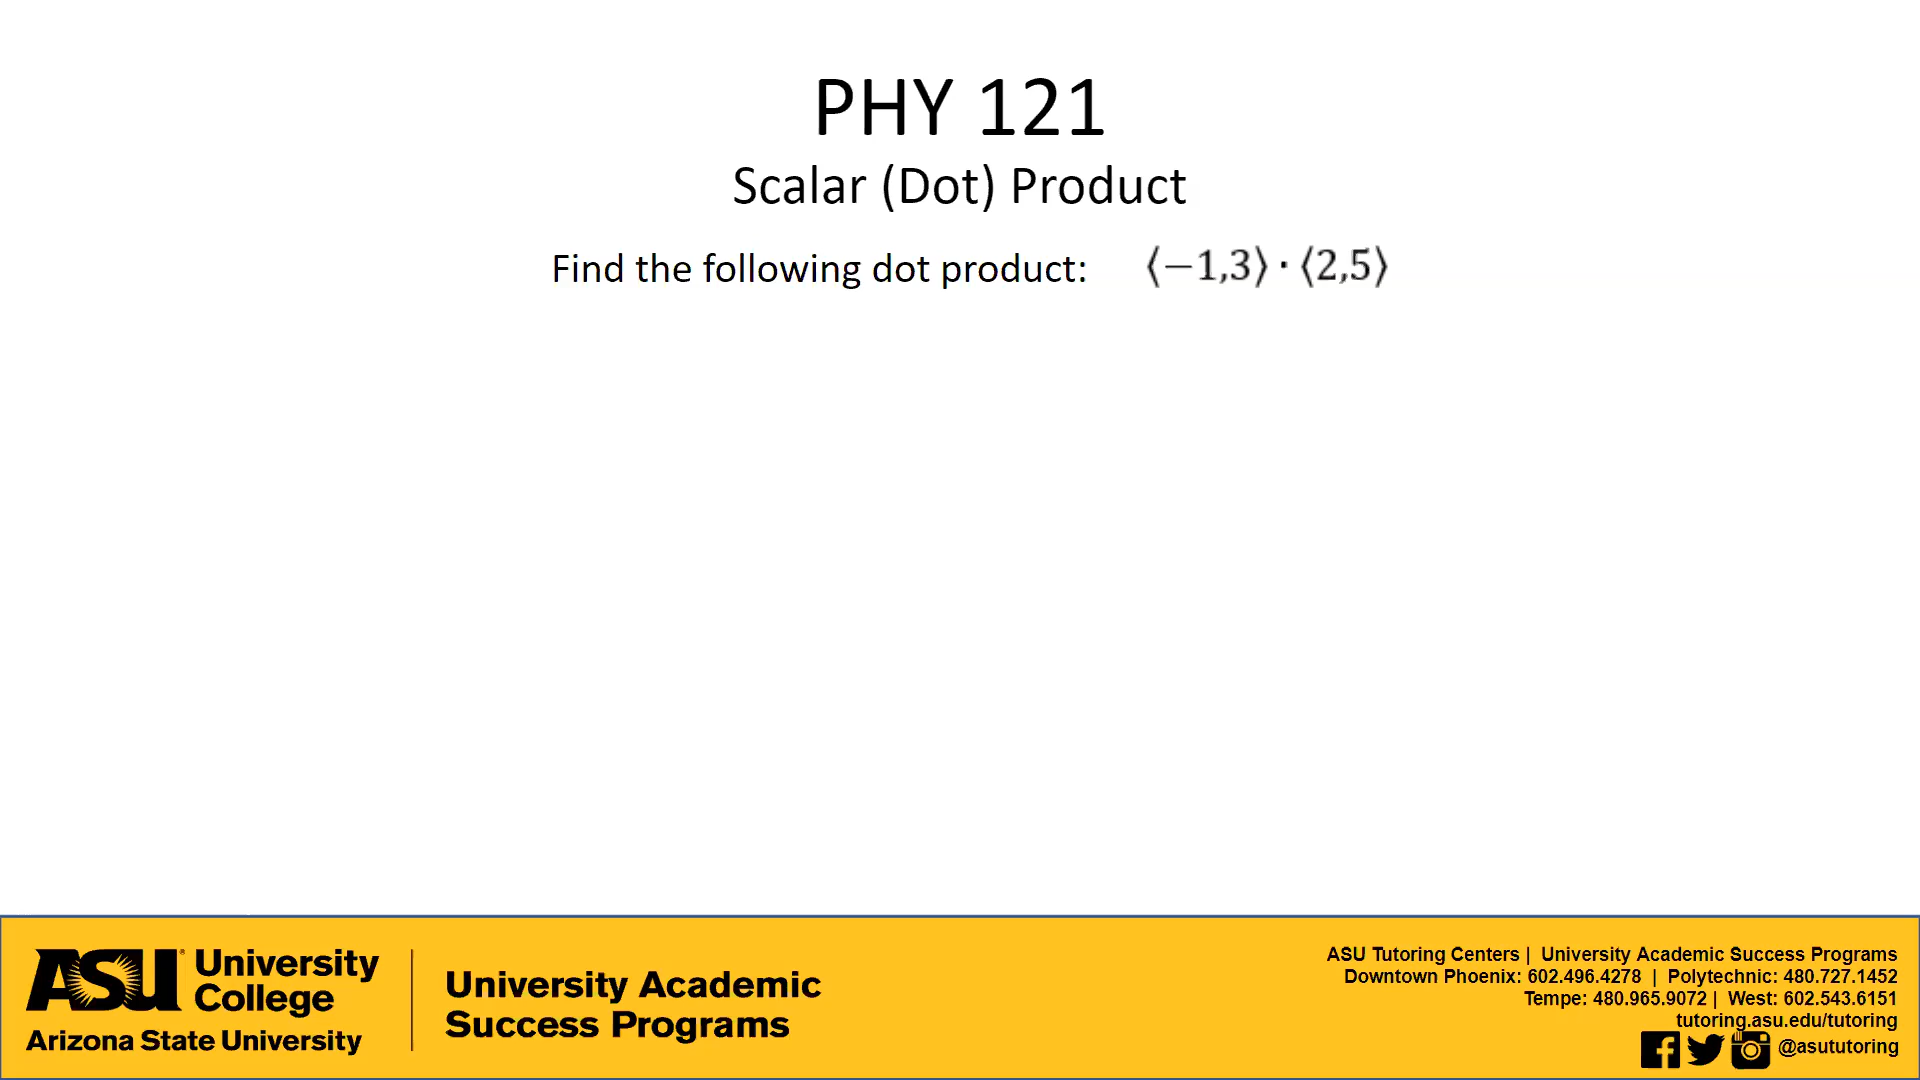 PHY 121
Scalar (Dot) Product
Find the following dot product: ⟨−1,3⟩ · ⟨2,5⟩
ASU University
College
Arizona State University
University Academic
Success Programs
ASU Tutoring Centers | University Academic Success Programs
Downtown Phoenix: 602.496.4278 | Polytechnic: 480.727.1452
Tempe: 480.965.9072 | West: 602.543.6151
tutoring.asu.edu/tutoring
@asututoring